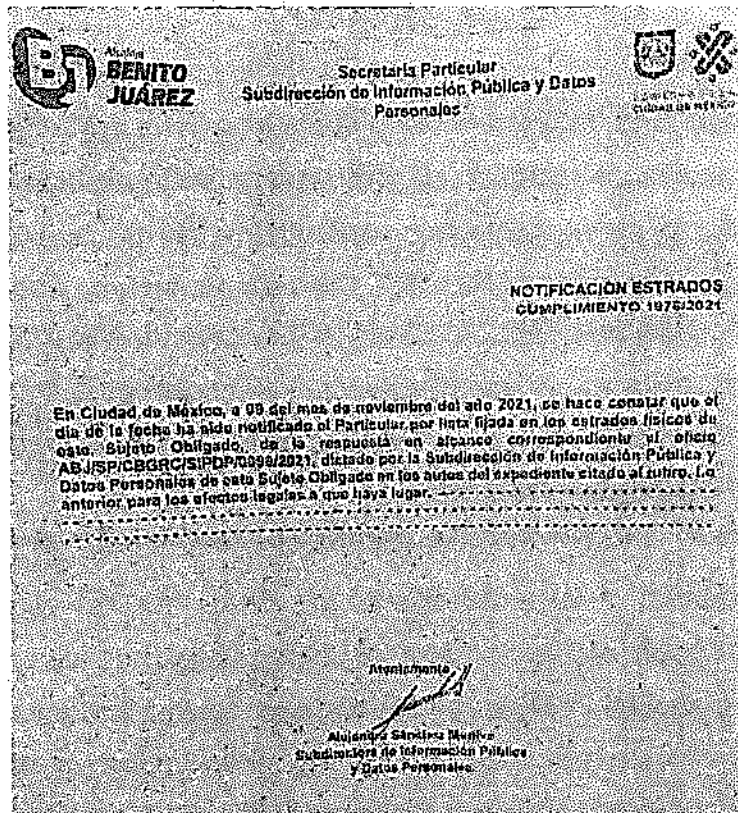 Alcaldía
BENITO
JUÁREZ
Secretaría Particular
Subdirección de Información Pública y Datos
Personales
CIUDAD DE MÉXICO
NOTIFICACIÓN ESTRADOS
CUMPLIMIENTO 1976/2021
En Ciudad de México, a 09 del mes de noviembre del año 2021, se hace constar que el
día de la fecha ha sido notificado el Particular por lista fijada en los estrados físicos de
este Sujeto Obligado, de la respuesta en alcance correspondiente al oficio
ABJ/SP/CBGRC/SIPDP/0098/2021, dictado por la Subdirección de Información Pública y
Datos Personales de este Sujeto Obligado en los autos del expediente citado al rubro. Lo
anterior para los efectos legales a que haya lugar.
Atentamente
Sánchez
Subdirectora de Información Pública
y Datos Personales.